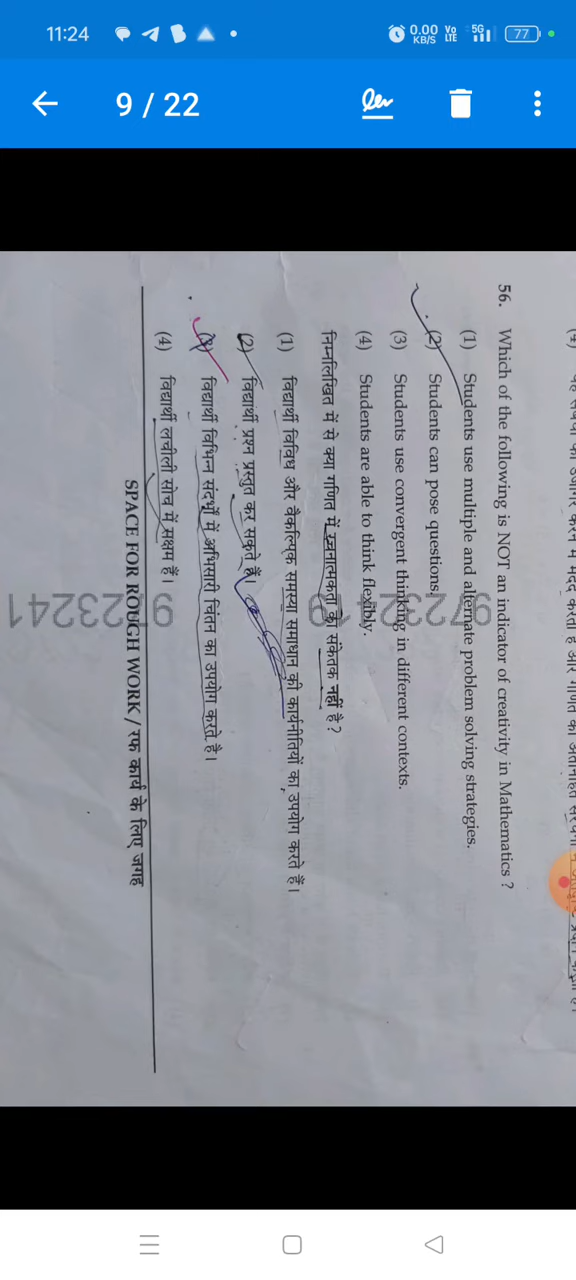 11:24
0.00 KB/S
Vo LTE
5G
77
9 / 22
56. Which of the following is NOT an indicator of creativity in Mathematics ?
(1) Students use multiple and alternate problem solving strategies.
(2) Students can pose questions.
(3) Students use convergent thinking in different contexts.
(4) Students are able to think flexibly.
निम्नलिखित में से क्या गणित में रचनात्मकता का संकेतक नहीं है ?
(1) विद्यार्थी विविध और वैकल्पिक समस्या समाधान की कार्यनीतियों का उपयोग करते हैं।
(2) विद्यार्थी प्रश्न प्रस्तुत कर सकते हैं।
(3) विद्यार्थी विभिन्न संदर्भों में अभिसारी चिंतन का उपयोग करते है।
(4) विद्यार्थी लचीली सोच में सक्षम हैं।
SPACE FOR ROUGH WORK / रफ कार्य के लिए जगह